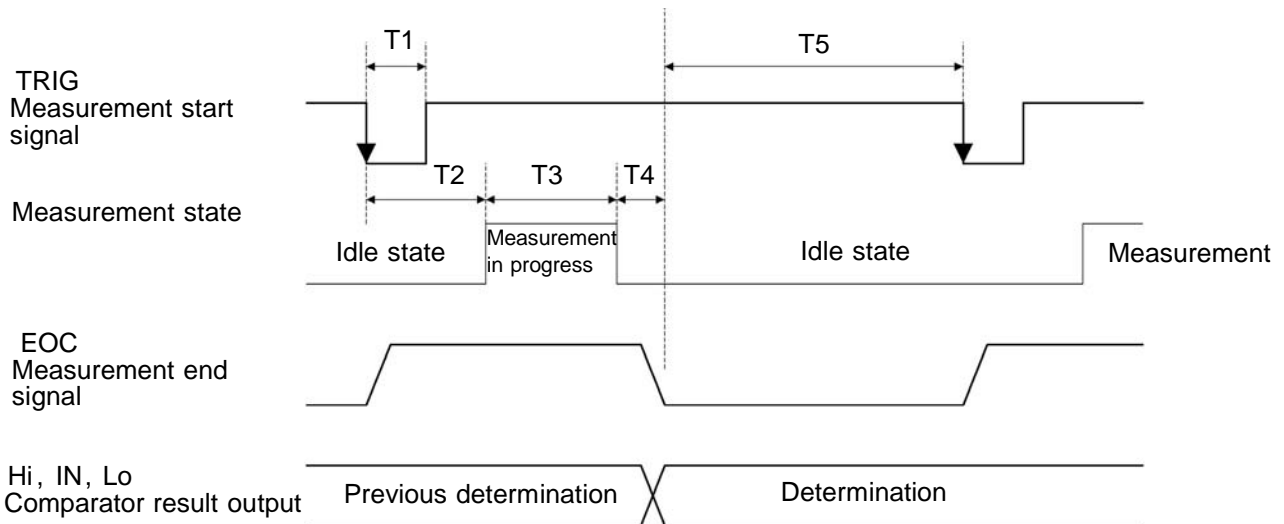 T1
T5
TRIG
Measurement start
signal
T2
T3
T4
Measurement state
Idle state
Measurement
in progress
Idle state
Measurement
EOC
Measurement end
signal
Hi, IN, Lo
Comparator result output
Previous determination
Determination